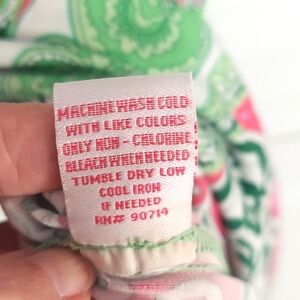 MACHINE WASH COLD
WITH LIKE COLORS
ONLY NON - CHLORINE
BLEACH WHEN NEEDED
TUMBLE DRY LOW
COOL IRON
IF NEEDED
RN# 90714